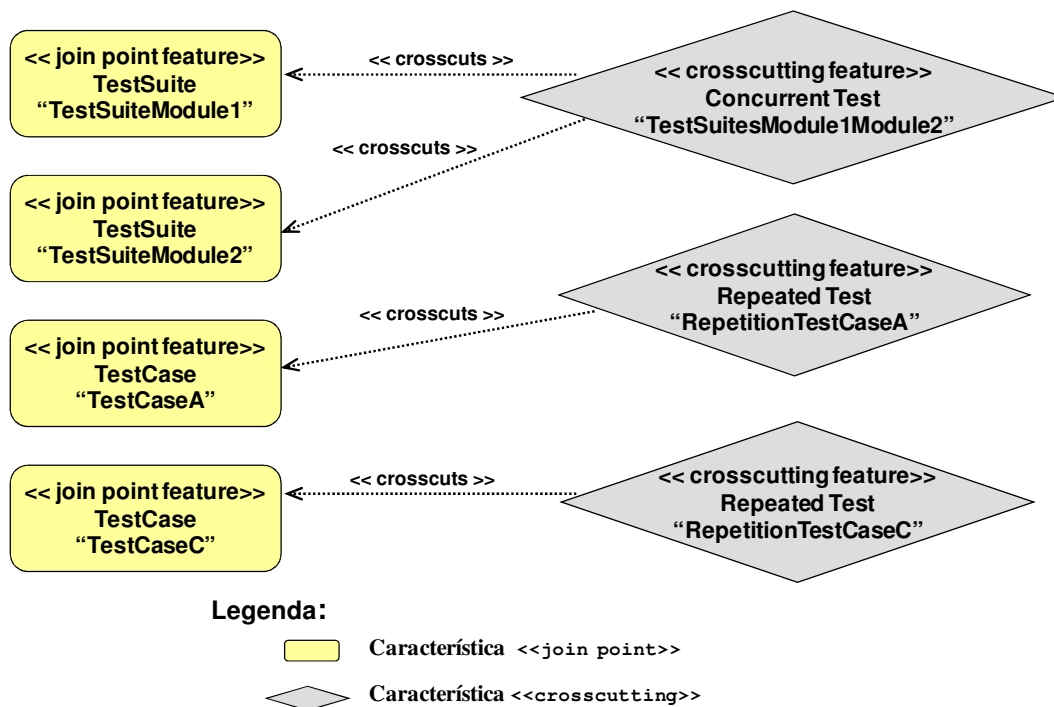 << join point feature>>
TestSuite
“TestSuiteModule1”
<< crosscuts >>
<< crosscutting feature>>
Concurrent Test
“TestSuitesModule1Module2”
<< crosscuts >>
<< join point feature>>
TestSuite
“TestSuiteModule2”
<< crosscutting feature>>
Repeated Test
“RepetitionTestCaseA”
<< crosscuts >>
<< join point feature>>
TestCase
“TestCaseA”
<< join point feature>>
TestCase
“TestCaseC”
<< crosscuts >>
<< crosscutting feature>>
Repeated Test
“RepetitionTestCaseC”
Legenda:
Característíca <<join point>>
Característíca <<crosscutting>>